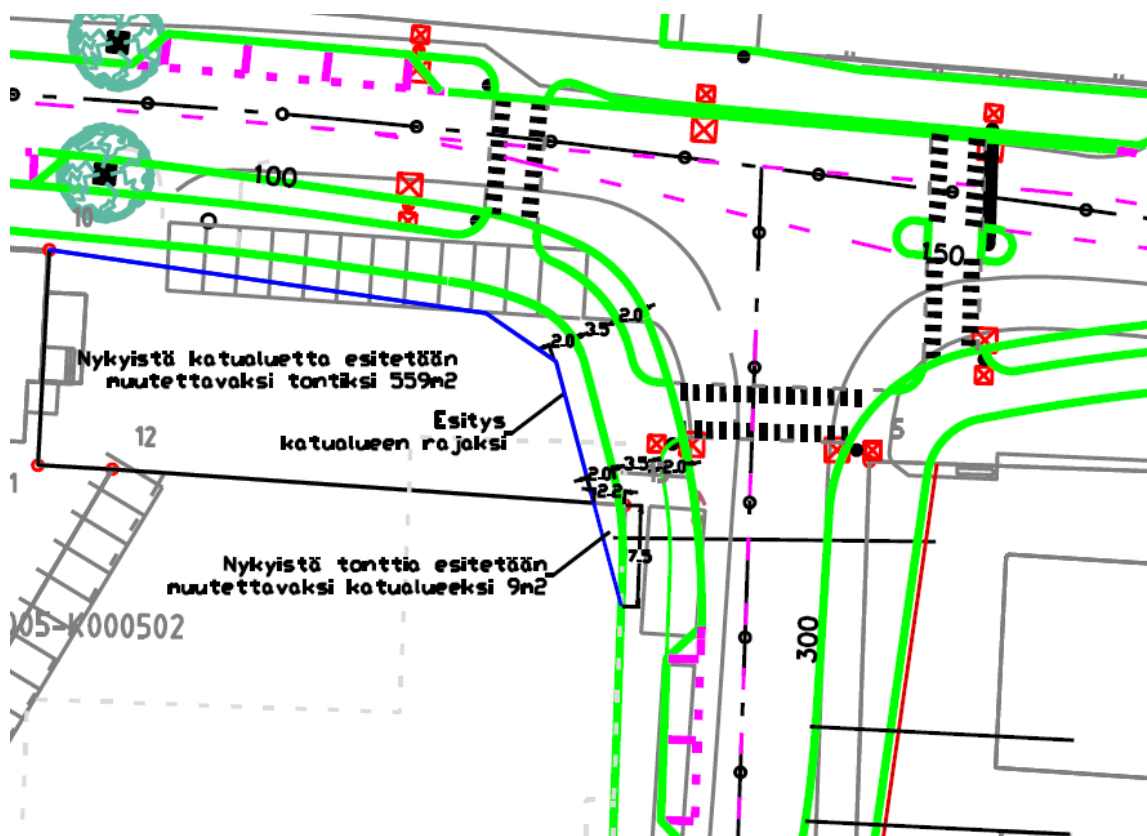 100
10
150
2.0
3.5
2.0
Nykyistä katualuetta esitetään
muutettavaksi tontiksi 559m2
Esitys
katualueen rajaksi
12
5
1
3.5
2.0
2.0
2.2
7.5
Nykyistä tonttia esitetään
muutettavaksi katualueeksi 9m2
005-K000502
300